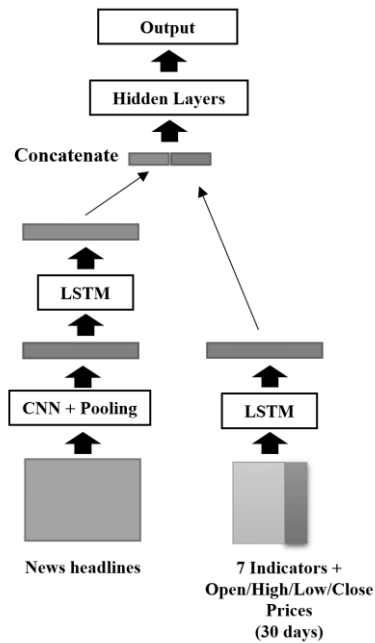 Output
Hidden Layers
Concatenate
LSTM
CNN + Pooling
LSTM
News headlines
7 Indicators +
Open/High/Low/Close
Prices
(30 days)